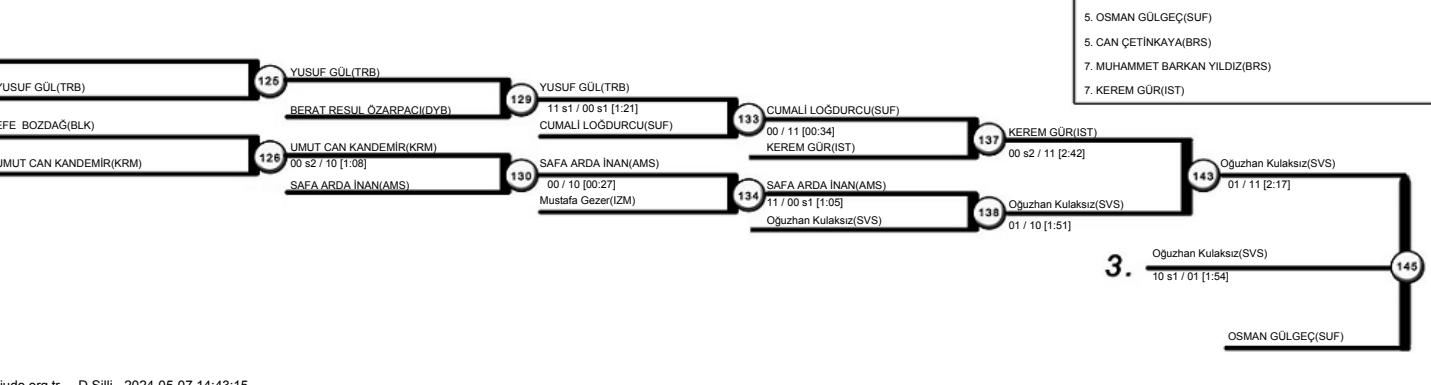 5. OSMAN GÜLGEÇ(SUF)
5. CAN ÇETİNKAYA(BRS)
7. MUHAMMET BARKAN YILDIZ(BRS)
7. KEREM GÜR(IST)
YUSUF GÜL(TRB)
125
YUSUF GÜL(TRB)
BERAT RESUL ÖZARPACI(DYB)
129
YUSUF GÜL(TRB)
11 s1 / 00 s1 [1:21]
CUMALİ LOĞDURCU(SUF)
133
CUMALİ LOĞDURCU(SUF)
00 / 11 [00:34]
KEREM GÜR(IST)
137
KEREM GÜR(IST)
00 s2 / 11 [2:42]
EFE BOZDAĞ(BLK)
UMUT CAN KANDEMİR(KRM)
126
UMUT CAN KANDEMİR(KRM)
00 s2 / 10 [1:08]
SAFA ARDA İNAN(AMS)
130
SAFA ARDA İNAN(AMS)
00 / 10 [00:27]
Mustafa Gezer(IZM)
134
SAFA ARDA İNAN(AMS)
11 / 00 s1 [1:05]
Oğuzhan Kulaksız(SVS)
138
Oğuzhan Kulaksız(SVS)
01 / 10 [1:51]
143
Oğuzhan Kulaksız(SVS)
01 / 11 [2:17]
3.
Oğuzhan Kulaksız(SVS)
10 s1 / 01 [1:54]
145
OSMAN GÜLGEÇ(SUF)
judo.org.tr D.Silli 2024-05-07 14:43:15